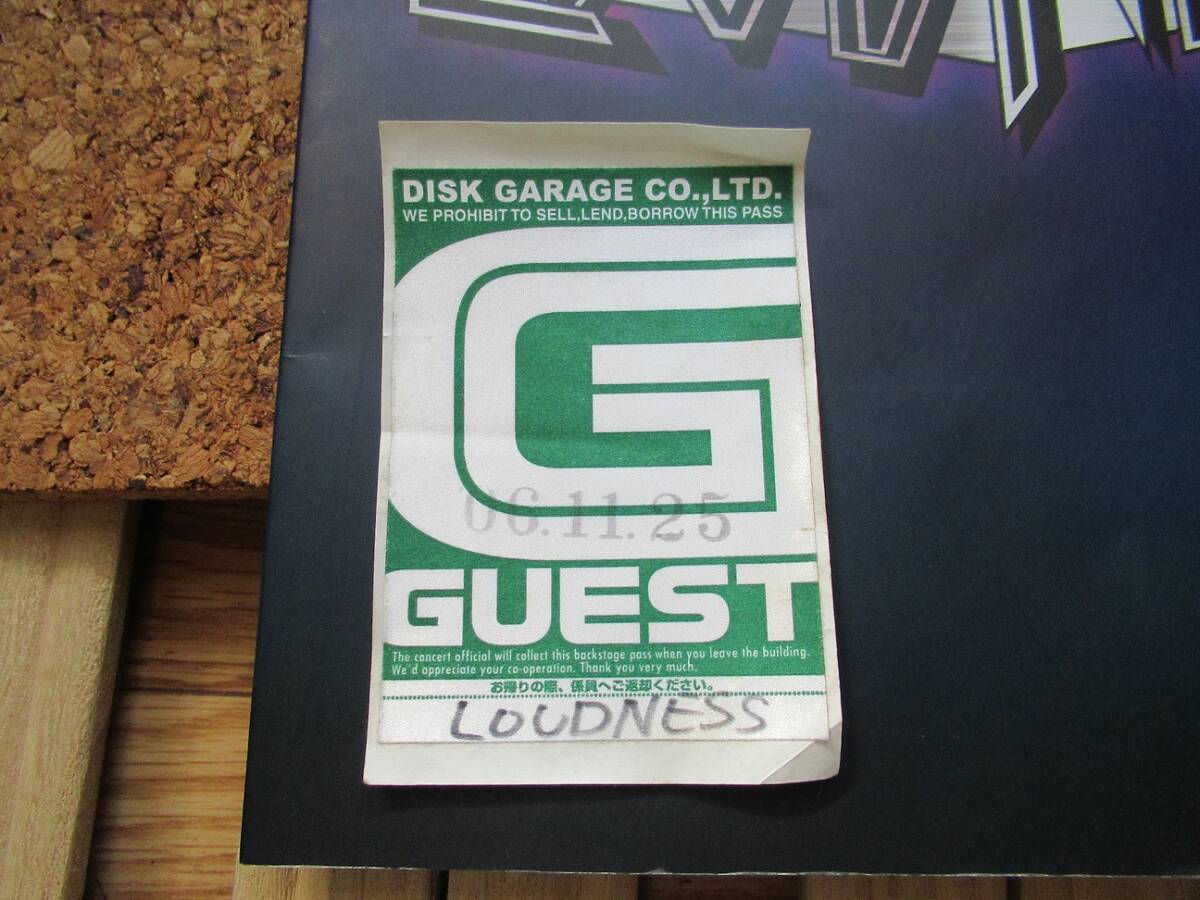 DISK GARAGE CO.,LTD.
WE PROHIBIT TO SELL,LEND,BORROW THIS PASS
G
06.11.25
GUEST
The concert official will collect this backstage pass when you leave the building.
We'd appreciate your co-operation. Thank you very much.
お帰りの際、係員へご返却ください。
LOUDNESS